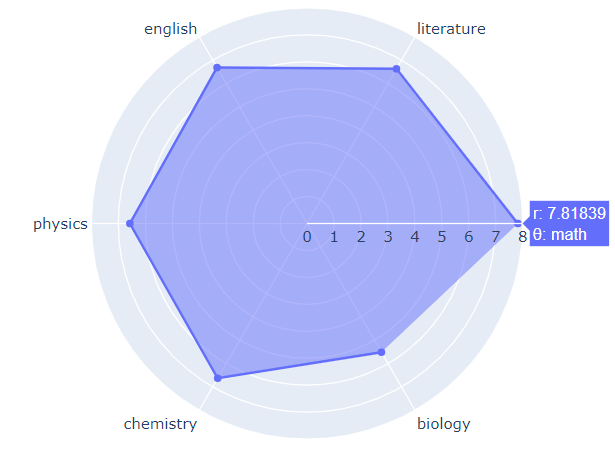 english
literature
physics
0 1 2 3 4 5 6 7 8
r: 7.81839
θ: math
chemistry
biology